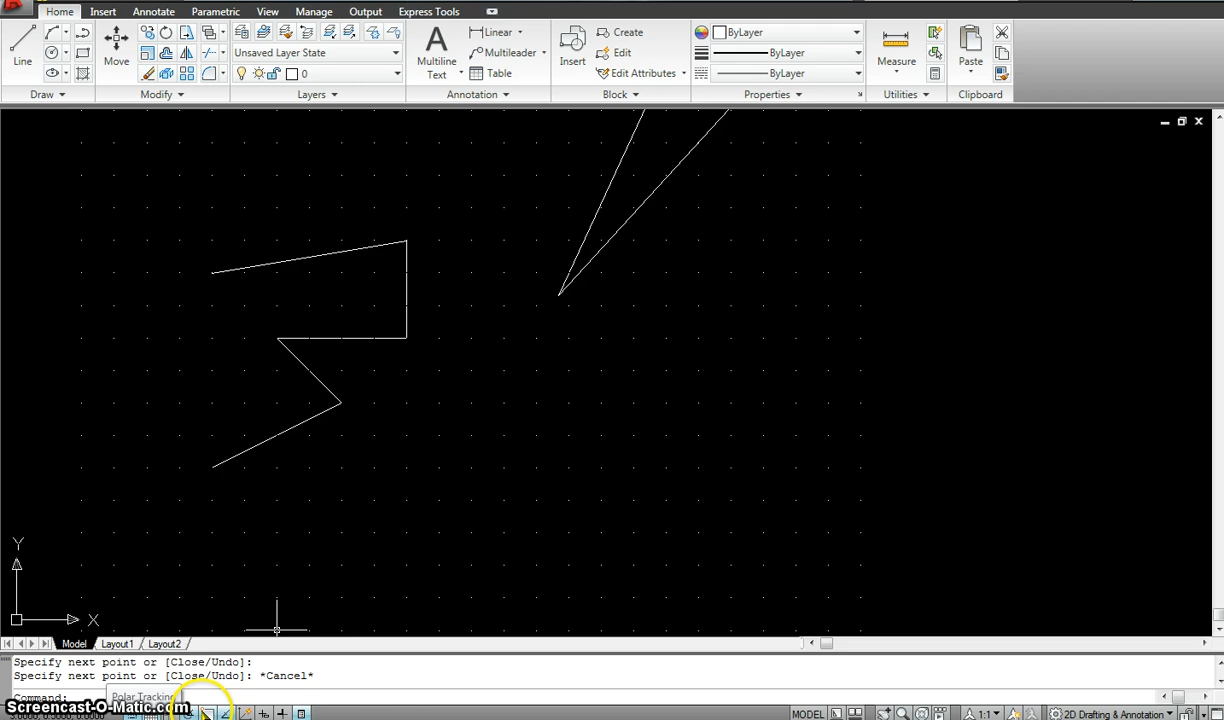 Home Insert Annotate Parametric View Manage Output Express Tools
Line
Move
Unsaved Layer State
0
Multiline
Text
Linear
Multileader
Table
Insert
Create
Edit
Edit Attributes
ByLayer
ByLayer
ByLayer
Measure
Paste
Draw Modify Layers Annotation Block Properties Utilities Clipboard
Y
X
Model Layout1 Layout2
Specify next point or [Close/Undo]:
Specify next point or [Close/Undo]: *Cancel*
Command:
Polar Tracking
Screencast-O-Matic.com
MODEL 1:1 2D Drafting & Annotation